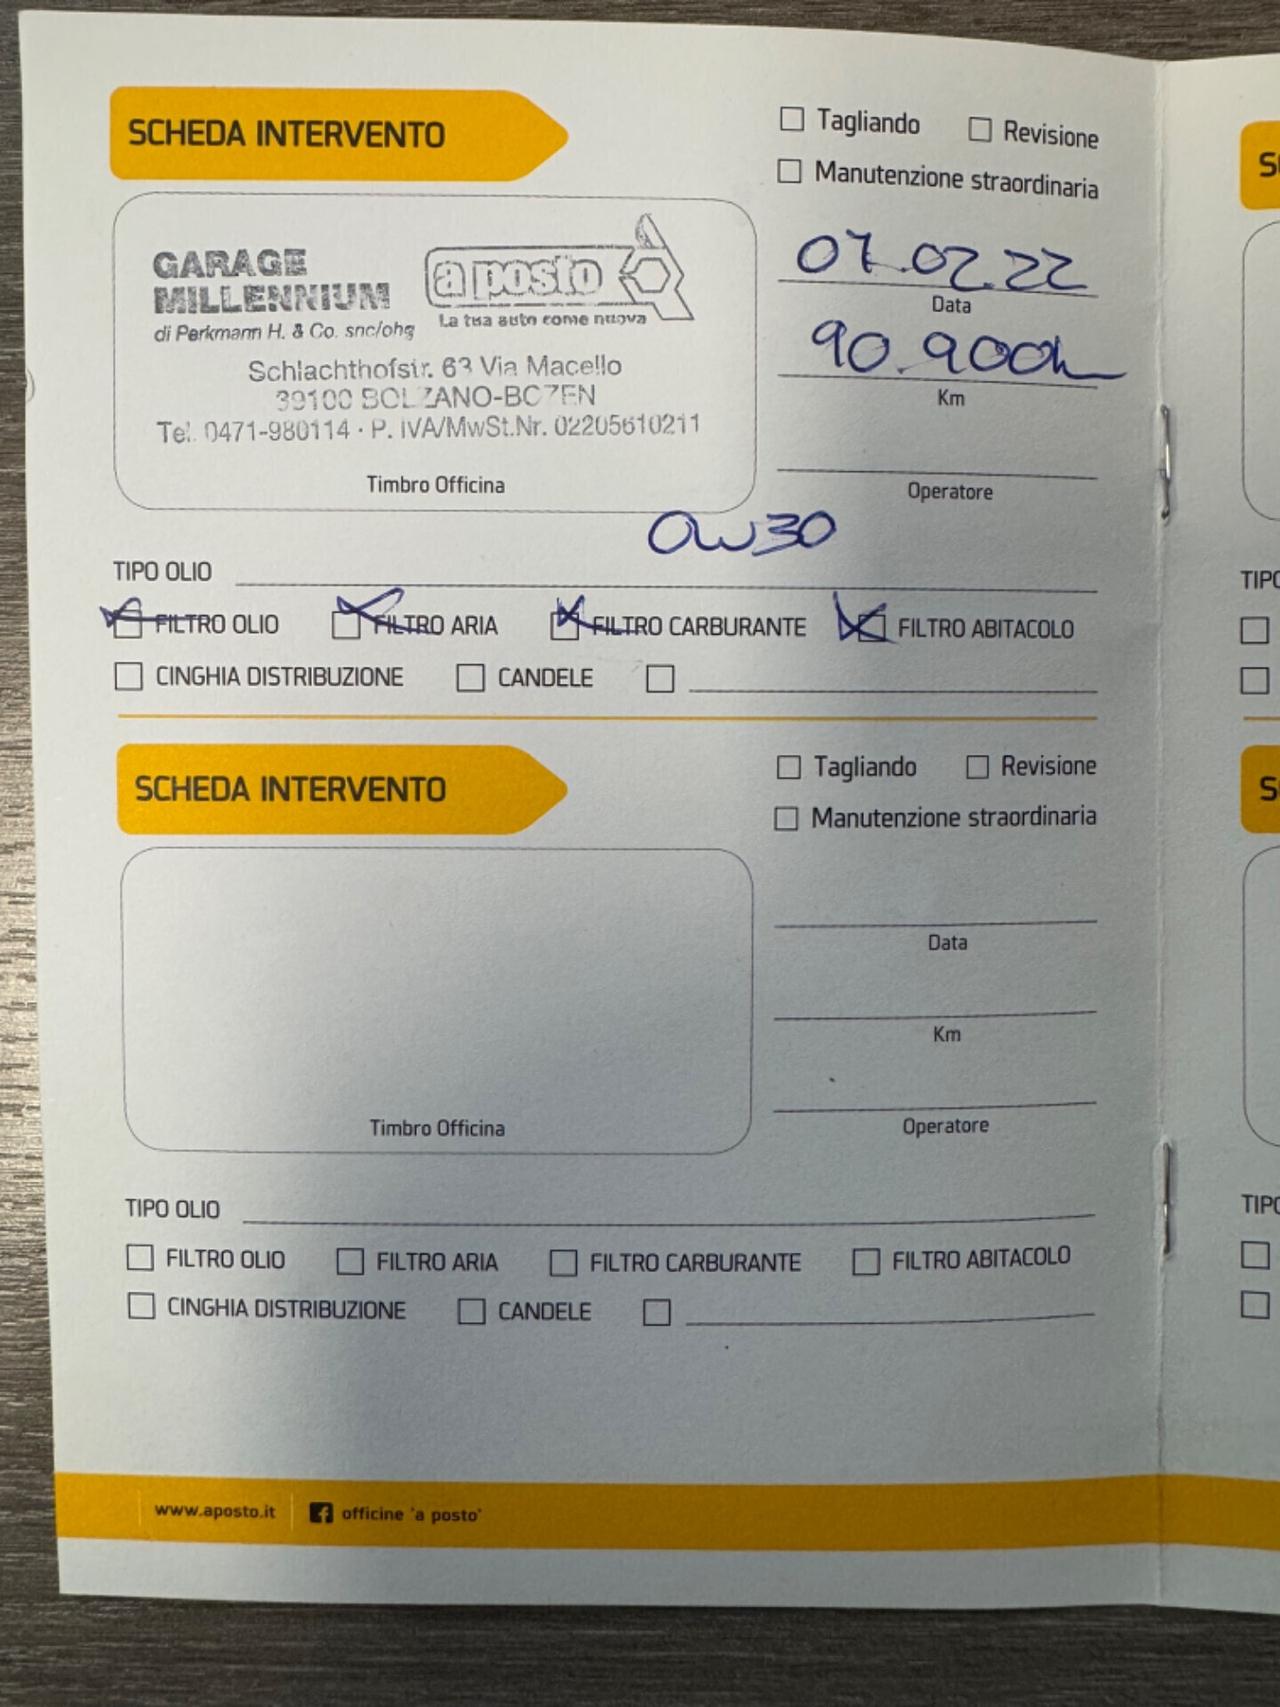 SCHEDA INTERVENTO
Tagliando Revisione
Manutenzione straordinaria
GARAGE
MILLENNIUM
di Perkmann H. & Co. snc/ohg
a posto
La tua auto come nuova
Schlachthofstr. 63 Via Macello
39100 BOLZANO-BOZEN
Tel. 0471-980114 · P. IVA/MwSt.Nr. 02205610211
Timbro Officina
07.02.22
Data
90.900
Km
Operatore
0W30
TIPO OLIO
FILTRO OLIO FILTRO ARIA FILTRO CARBURANTE FILTRO ABITACOLO
CINGHIA DISTRIBUZIONE CANDELE
SCHEDA INTERVENTO
Tagliando Revisione
Manutenzione straordinaria
Data
Km
Operatore
Timbro Officina
TIPO OLIO
FILTRO OLIO FILTRO ARIA FILTRO CARBURANTE FILTRO ABITACOLO
CINGHIA DISTRIBUZIONE CANDELE
www.aposto.it officine 'a posto'